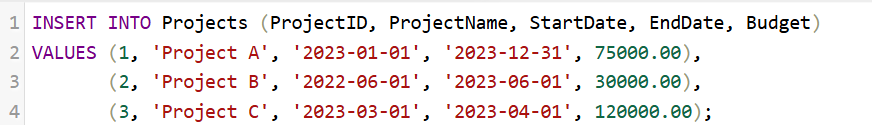 1 INSERT INTO Projects (ProjectID, ProjectName, StartDate, EndDate, Budget)
2 VALUES (1, 'Project A', '2023-01-01', '2023-12-31', 75000.00),
3        (2, 'Project B', '2022-06-01', '2023-06-01', 30000.00),
4        (3, 'Project C', '2023-03-01', '2023-04-01', 120000.00);